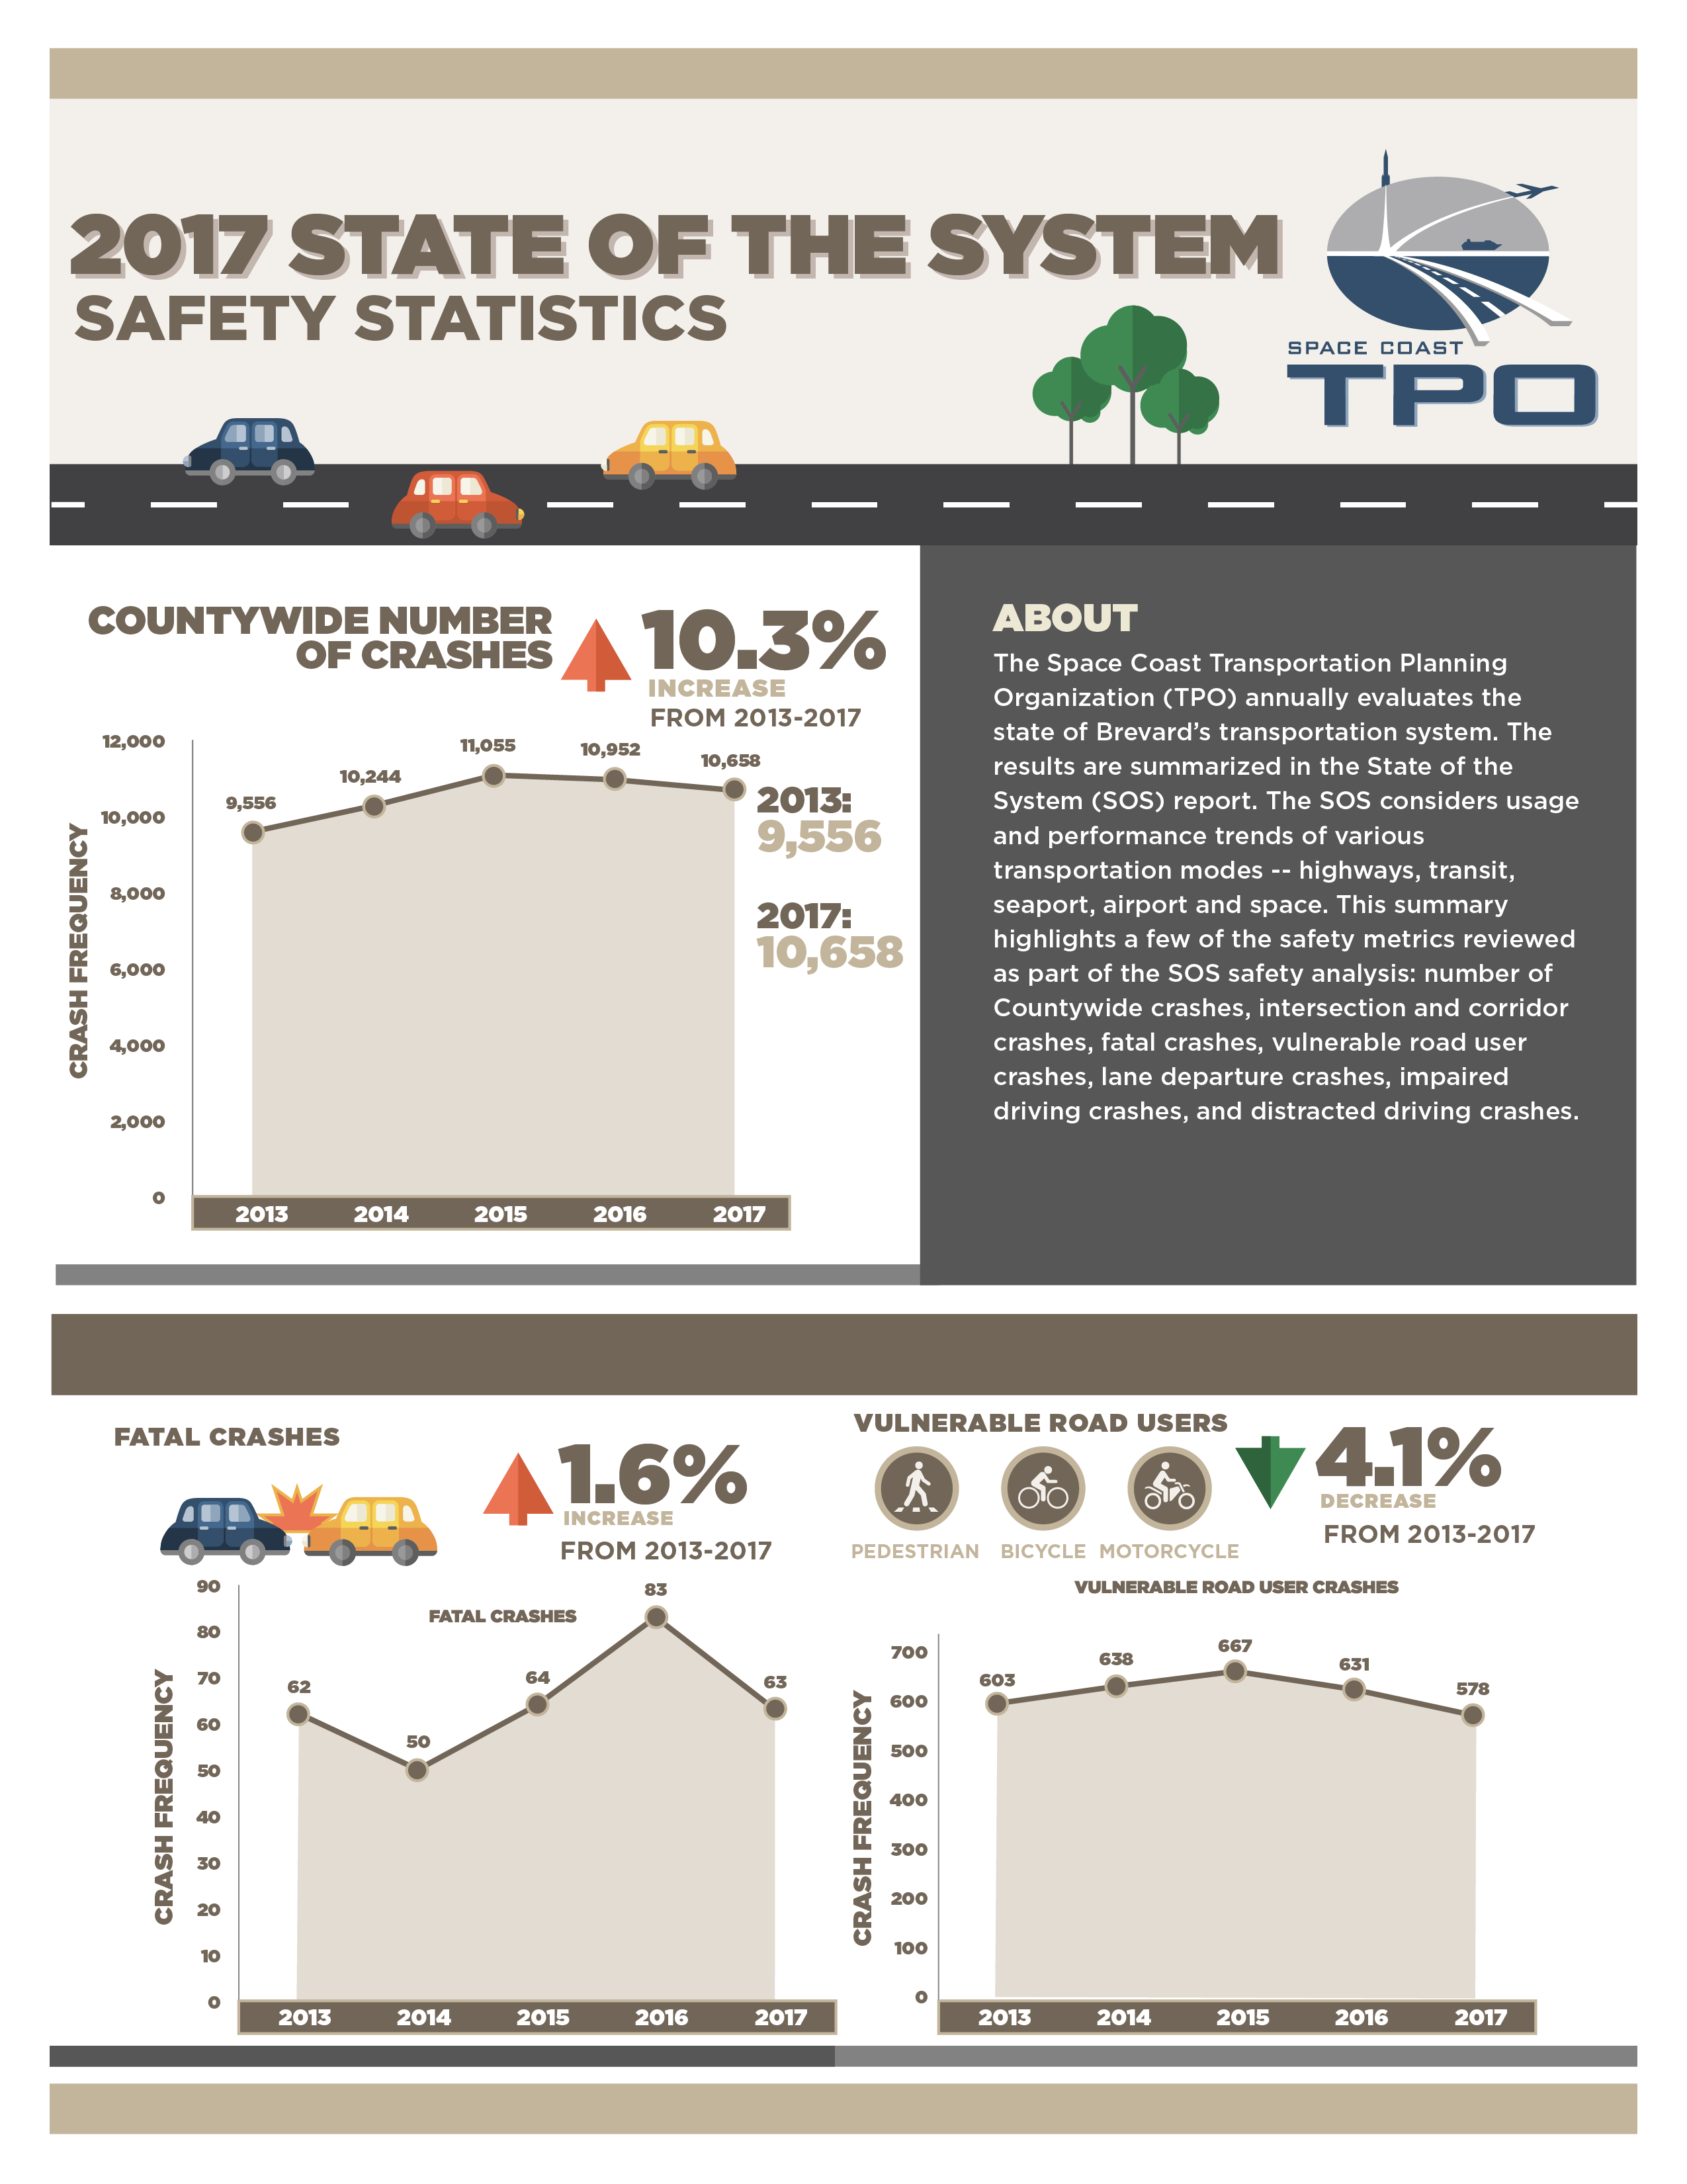 2017 STATE OF THE SYSTEM
SAFETY STATISTICS
SPACE COAST
TPO
COUNTYWIDE NUMBER
OF CRASHES
10.3%
INCREASE
FROM 2013-2017
12,000
10,000
8,000
6,000
4,000
2,000
0
CRASH FREQUENCY
9,556
10,244
11,055
10,952
10,658
2013:
9,556
2017:
10,658
2013 2014 2015 2016 2017
ABOUT
The Space Coast Transportation Planning
Organization (TPO) annually evaluates the
state of Brevard’s transportation system. The
results are summarized in the State of the
System (SOS) report. The SOS considers usage
and performance trends of various
transportation modes -- highways, transit,
seaport, airport and space. This summary
highlights a few of the safety metrics reviewed
as part of the SOS safety analysis: number of
Countywide crashes, intersection and corridor
crashes, fatal crashes, vulnerable road user
crashes, lane departure crashes, impaired
driving crashes, and distracted driving crashes.
FATAL CRASHES
1.6%
INCREASE
FROM 2013-2017
FATAL CRASHES
90
80
70
60
50
40
30
20
10
0
CRASH FREQUENCY
62
50
64
83
63
2013 2014 2015 2016 2017
VULNERABLE ROAD USERS
PEDESTRIAN BICYCLE MOTORCYCLE
4.1%
DECREASE
FROM 2013-2017
VULNERABLE ROAD USER CRASHES
700
600
500
400
300
200
100
0
CRASH FREQUENCY
603
638
667
631
578
2013 2014 2015 2016 2017